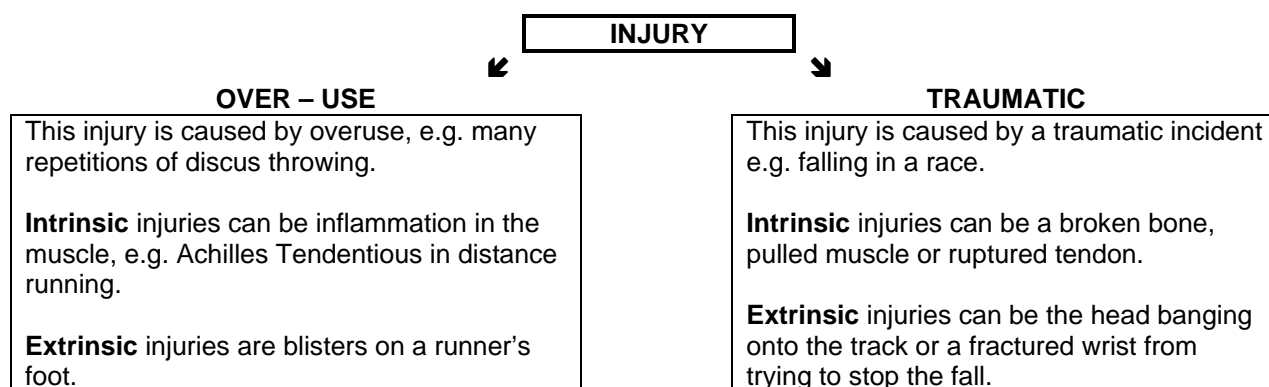 INJURY
OVER – USE
This injury is caused by overuse, e.g. many
repetitions of discus throwing.
Intrinsic injuries can be inflammation in the
muscle, e.g. Achilles Tendentious in distance
running.
Extrinsic injuries are blisters on a runner's
foot.
TRAUMATIC
This injury is caused by a traumatic incident
e.g. falling in a race.
Intrinsic injuries can be a broken bone,
pulled muscle or ruptured tendon.
Extrinsic injuries can be the head banging
onto the track or a fractured wrist from
trying to stop the fall.